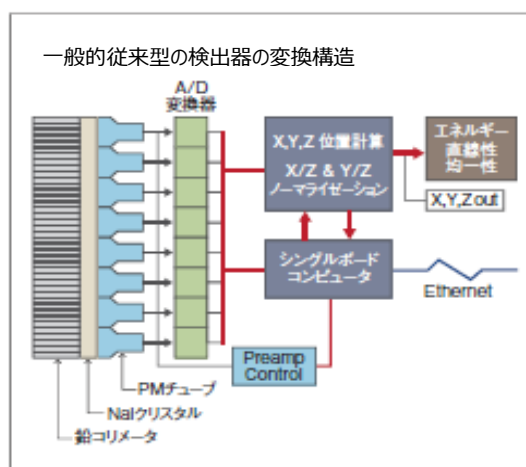 一般的従来型の検出器の変換構造
A/D
変換器
X,Y,Z 位置計算
X/Z & Y/Z
ノーマライゼーション
エネルギー
直線性
均一性
X,Y,Z out
シングルボード
コンピュータ
Ethernet
Preamp
Control
PMチューブ
NaIクリスタル
鉛コリメータ